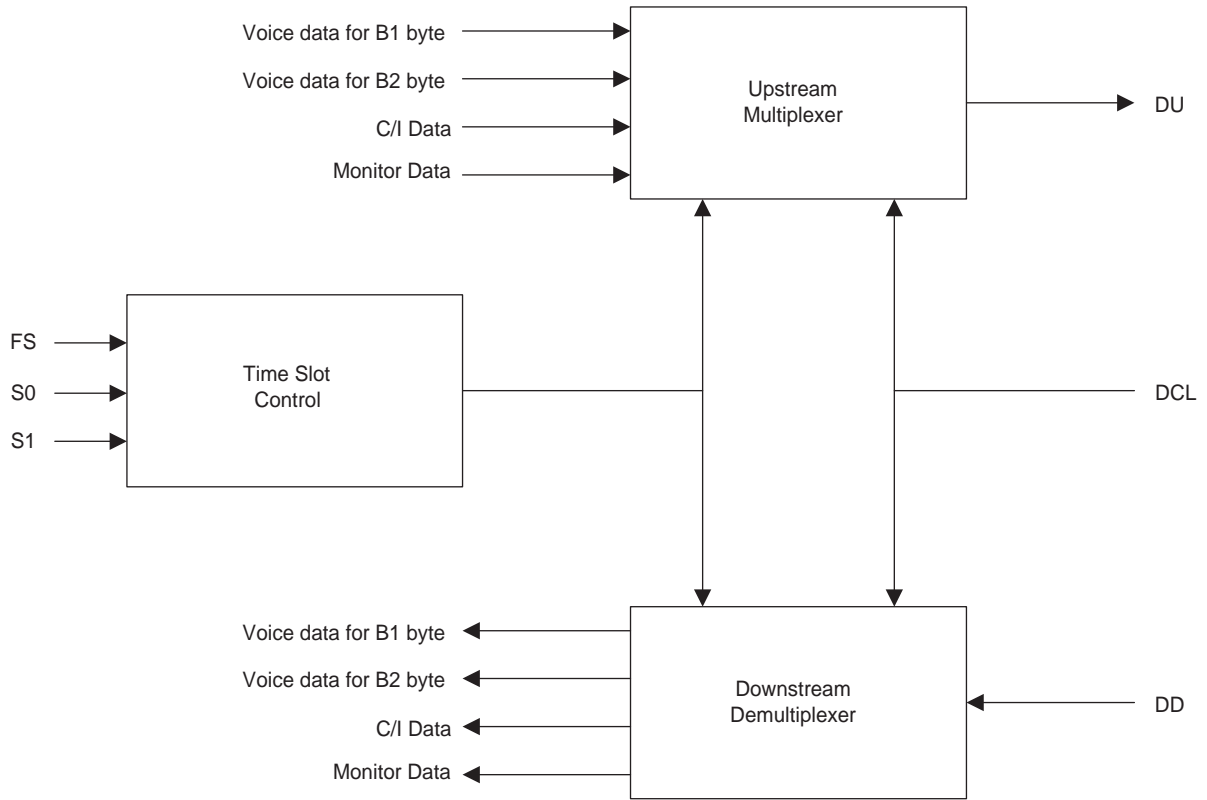 Voice data for B1 byte
Voice data for B2 byte
C/I Data
Monitor Data
Upstream
Multiplexer
DU
FS
S0
S1
Time Slot
Control
DCL
Voice data for B1 byte
Voice data for B2 byte
C/I Data
Monitor Data
Downstream
Demultiplexer
DD